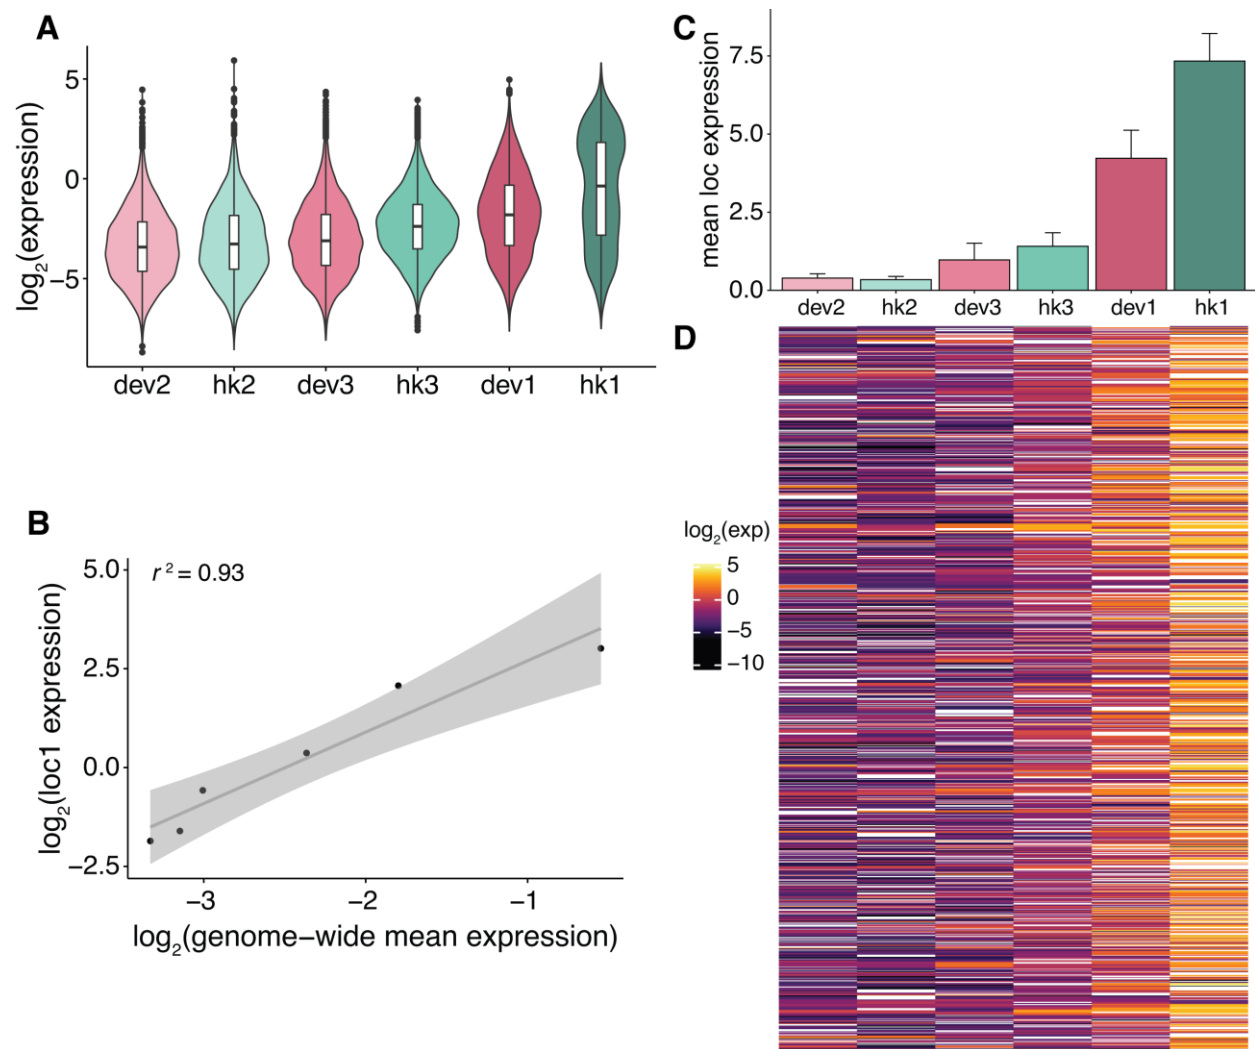 A
log2(expression)
5
0
−5
dev2 hk2 dev3 hk3 dev1 hk1
B
log2(loc1 expression)
5.0
2.5
0.0
−2.5
r2 = 0.93
−3 −2 −1
log2(genome−wide mean expression)
C
mean loc expression
7.5
5.0
2.5
0.0
dev2 hk2 dev3 hk3 dev1 hk1
D
log2(exp)
5
0
−5
−10